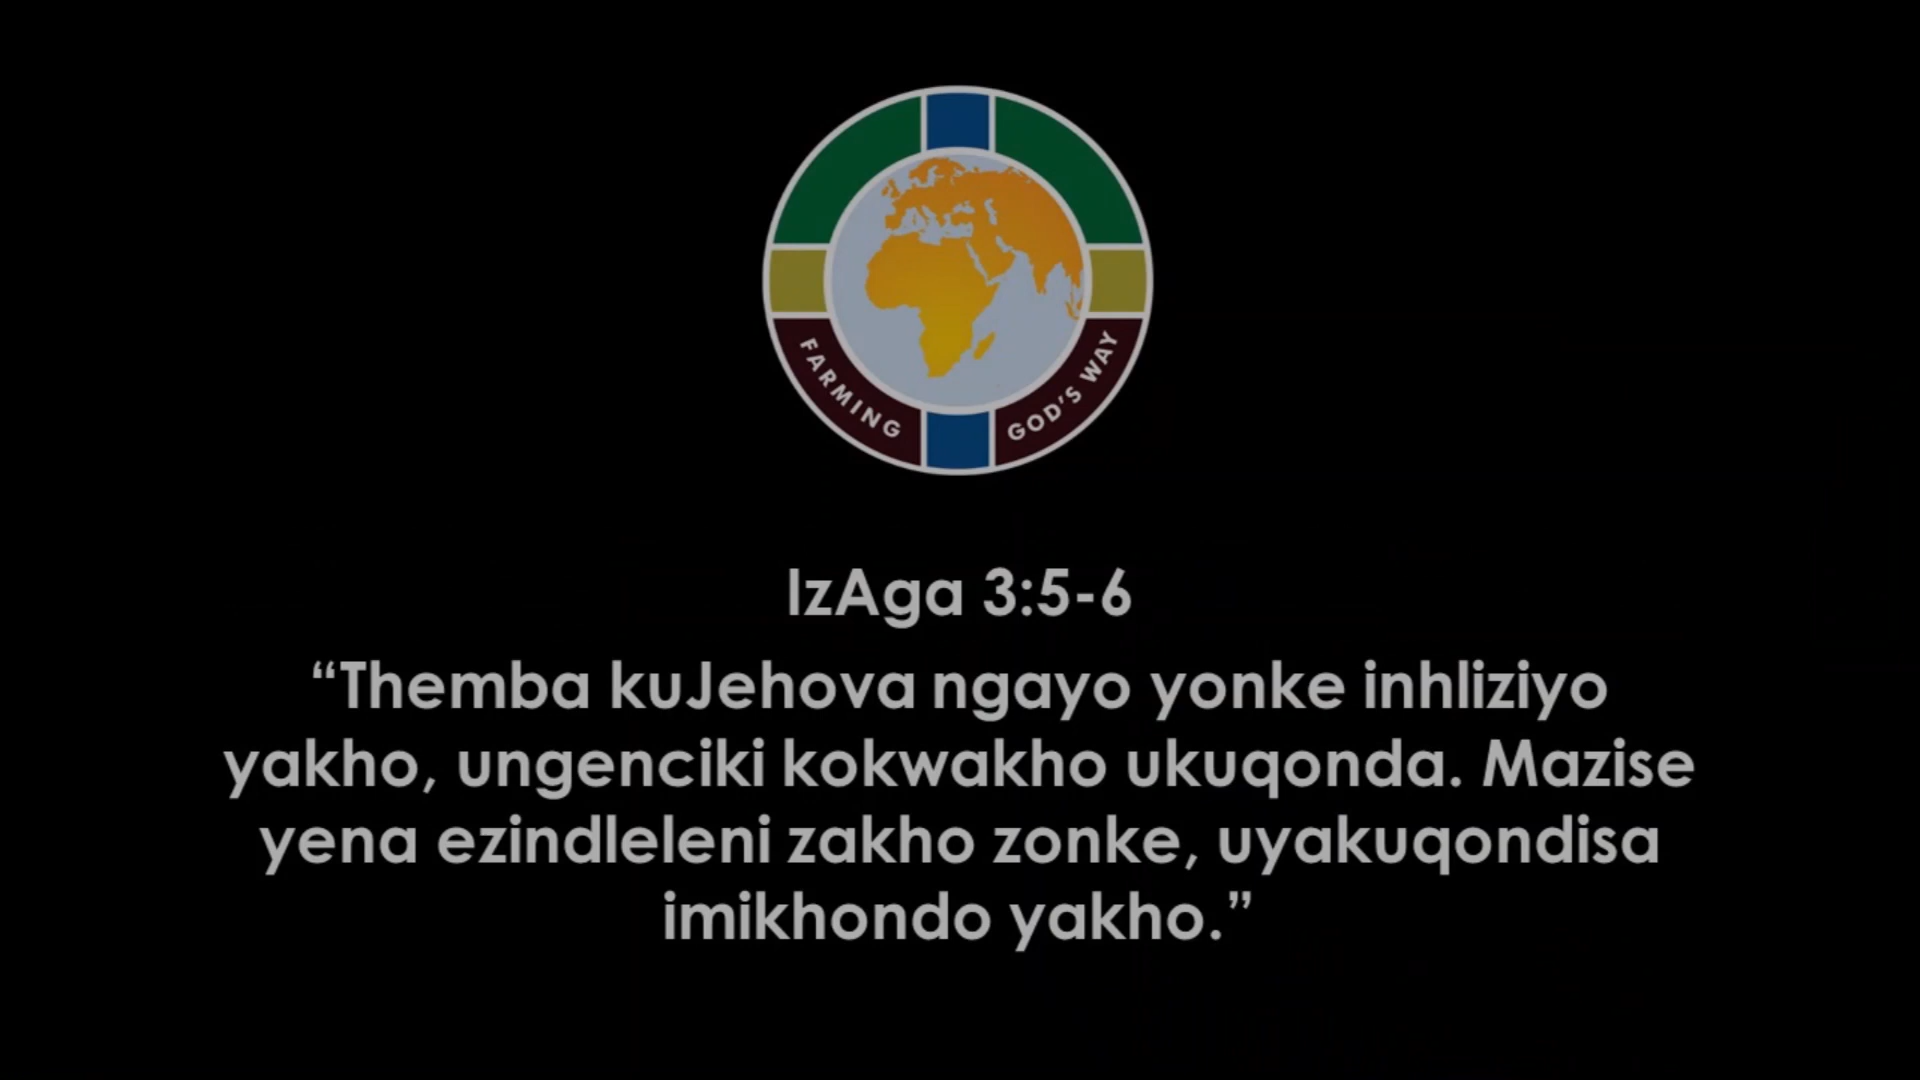 FARMING GOD'S WAY
IzAga 3:5-6
“Themba kuJehova ngayo yonke inhliziyo
yakho, ungenciki kokwakho ukuqonda. Mazise
yena ezindleleni zakho zonke, uyakuqondisa
imikhondo yakho.”